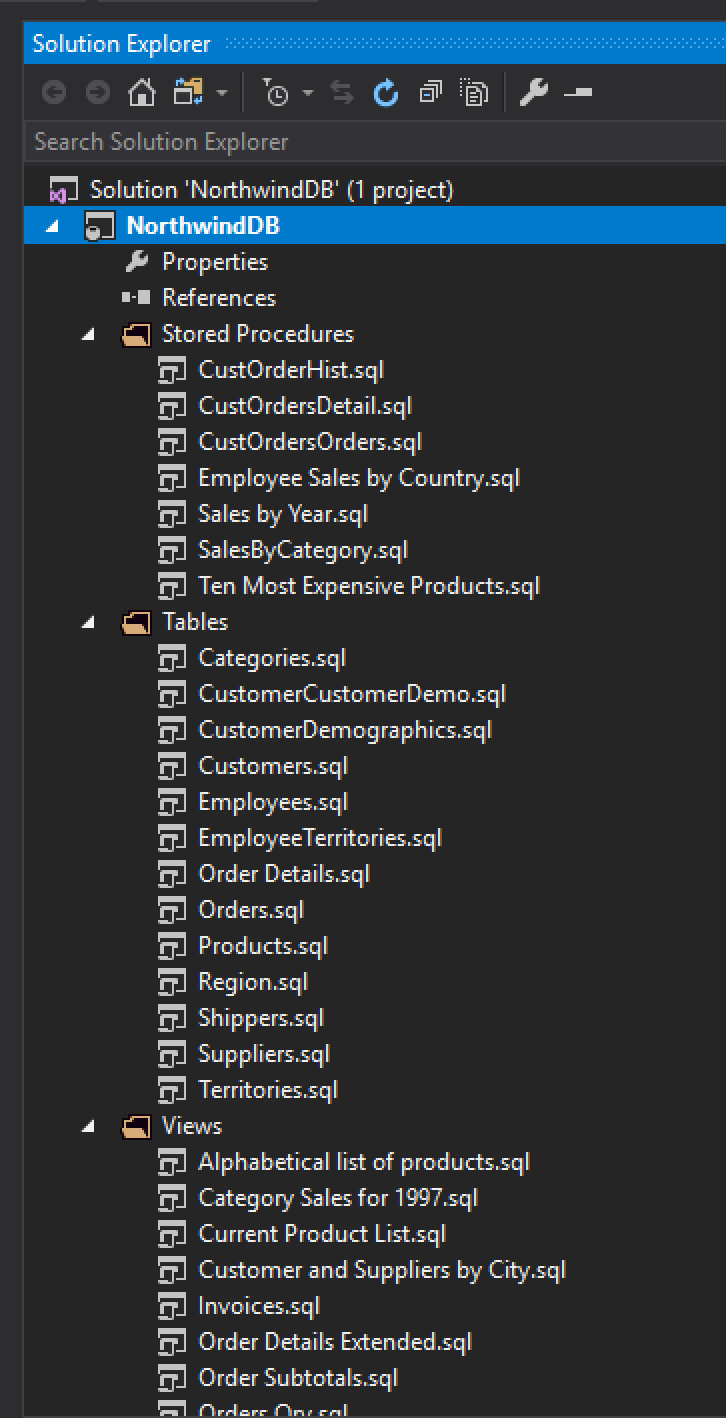 Solution Explorer
Search Solution Explorer
Solution 'NorthwindDB' (1 project)
NorthwindDB
Properties
References
Stored Procedures
CustOrderHist.sql
CustOrdersDetail.sql
CustOrdersOrders.sql
Employee Sales by Country.sql
Sales by Year.sql
SalesByCategory.sql
Ten Most Expensive Products.sql
Tables
Categories.sql
CustomerCustomerDemo.sql
CustomerDemographics.sql
Customers.sql
Employees.sql
EmployeeTerritories.sql
Order Details.sql
Orders.sql
Products.sql
Region.sql
Shippers.sql
Suppliers.sql
Territories.sql
Views
Alphabetical list of products.sql
Category Sales for 1997.sql
Current Product List.sql
Customer and Suppliers by City.sql
Invoices.sql
Order Details Extended.sql
Order Subtotals.sql
Orders Qry.sql